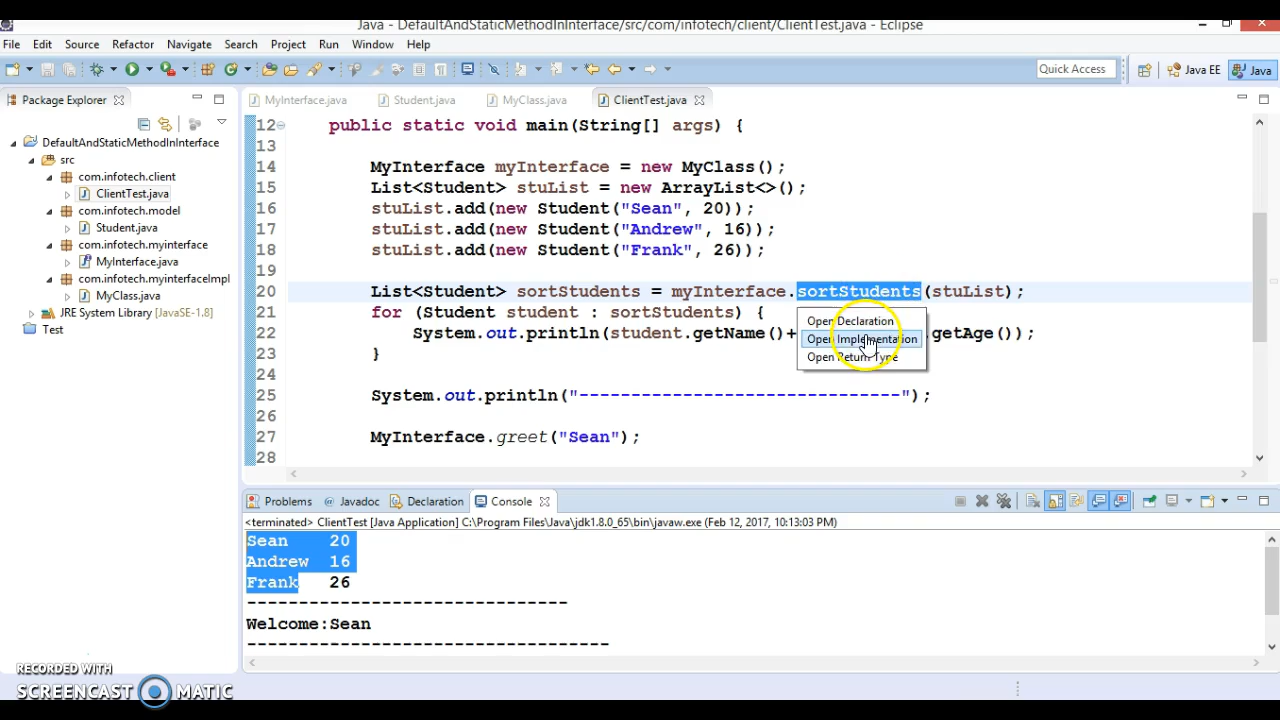 Java - DefaultAndStaticMethodInInterface/src/com/infotech/client/ClientTest.java - Eclipse
File Edit Source Refactor Navigate Search Project Run Window Help
Quick Access Java EE Java
Package Explorer
DefaultAndStaticMethodInInterface
src
com.infotech.client
ClientTest.java
com.infotech.model
Student.java
com.infotech.myinterface
MyInterface.java
com.infotech.myinterfaceImpl
MyClass.java
JRE System Library [JavaSE-1.8]
Test
MyInterface.java Student.java MyClass.java ClientTest.java
12 public static void main(String[] args) {
13
14 MyInterface myInterface = new MyClass();
15 List<Student> stuList = new ArrayList<>();
16 stuList.add(new Student("Sean", 20));
17 stuList.add(new Student("Andrew", 16));
18 stuList.add(new Student("Frank", 26));
19
20 List<Student> sortStudents = myInterface.sortStudents(stuList);
21 for (Student student : sortStudents) {
22 System.out.println(student.getName()+ .getAge());
23 }
24
25 System.out.println("-------------------------------");
26
27 MyInterface.greet("Sean");
28
Open Declaration
Open Implementation
Open Return Type
Problems Javadoc Declaration Console
<terminated> ClientTest [Java Application] C:\Program Files\Java\jdk1.8.0_65\bin\javaw.exe (Feb 12, 2017, 10:13:03 PM)
Sean 20
Andrew 16
Frank 26
-------------------------------
Welcome:Sean
-----------------------------------
RECORDED WITH
SCREENCAST MATIC